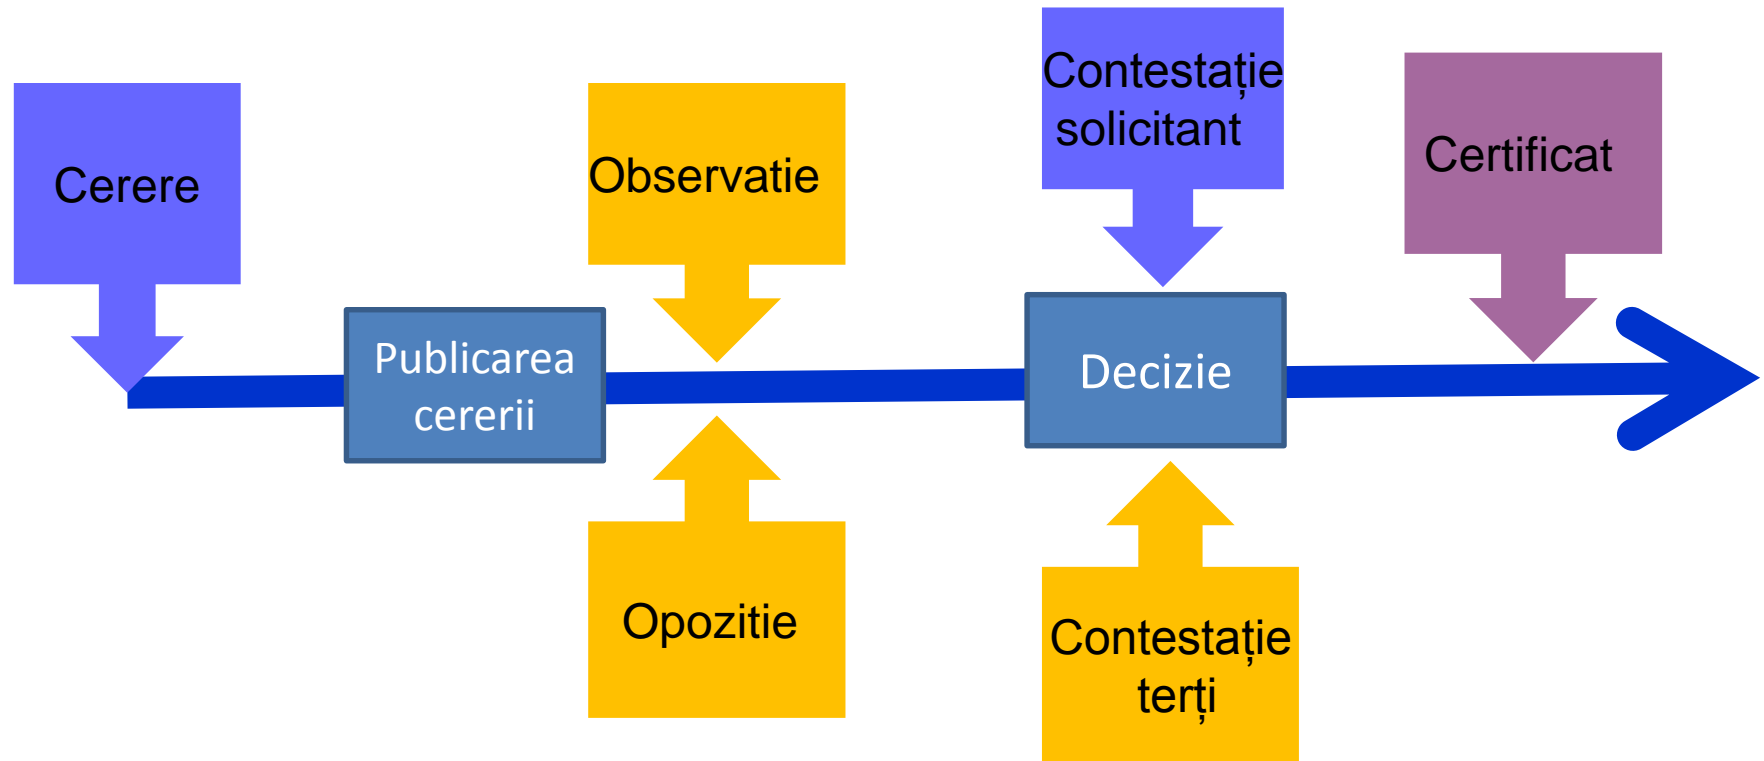 Cerere
Publicarea
cererii
Observatie
Opozitie
Contestație
solicitant
Decizie
Contestație
terți
Certificat